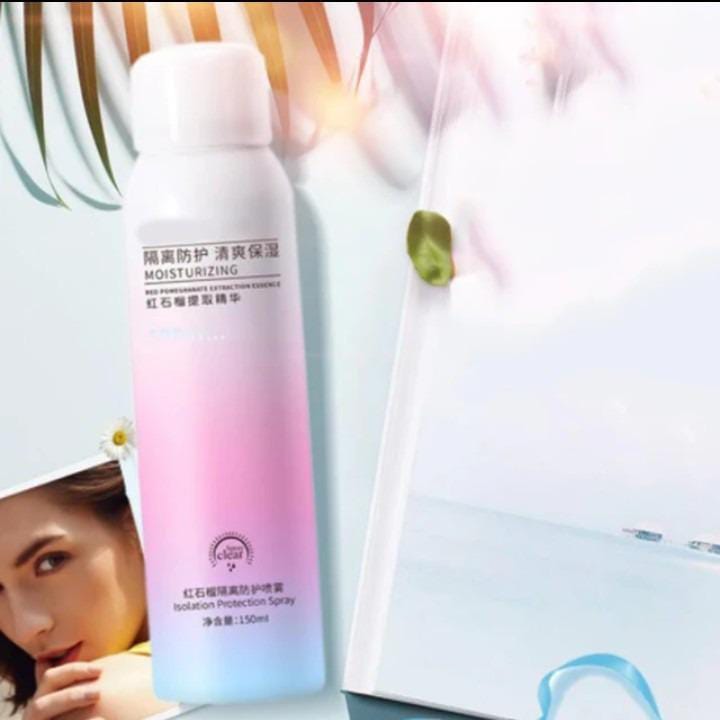 隔离防护 清爽保湿
MOISTURIZING
RED POMEGRANATE EXTRACTION ESSENCE
红石榴提取精华
Spray
clear
红石榴隔离防护喷雾
Isolation Protection Spray
净含量:150ml